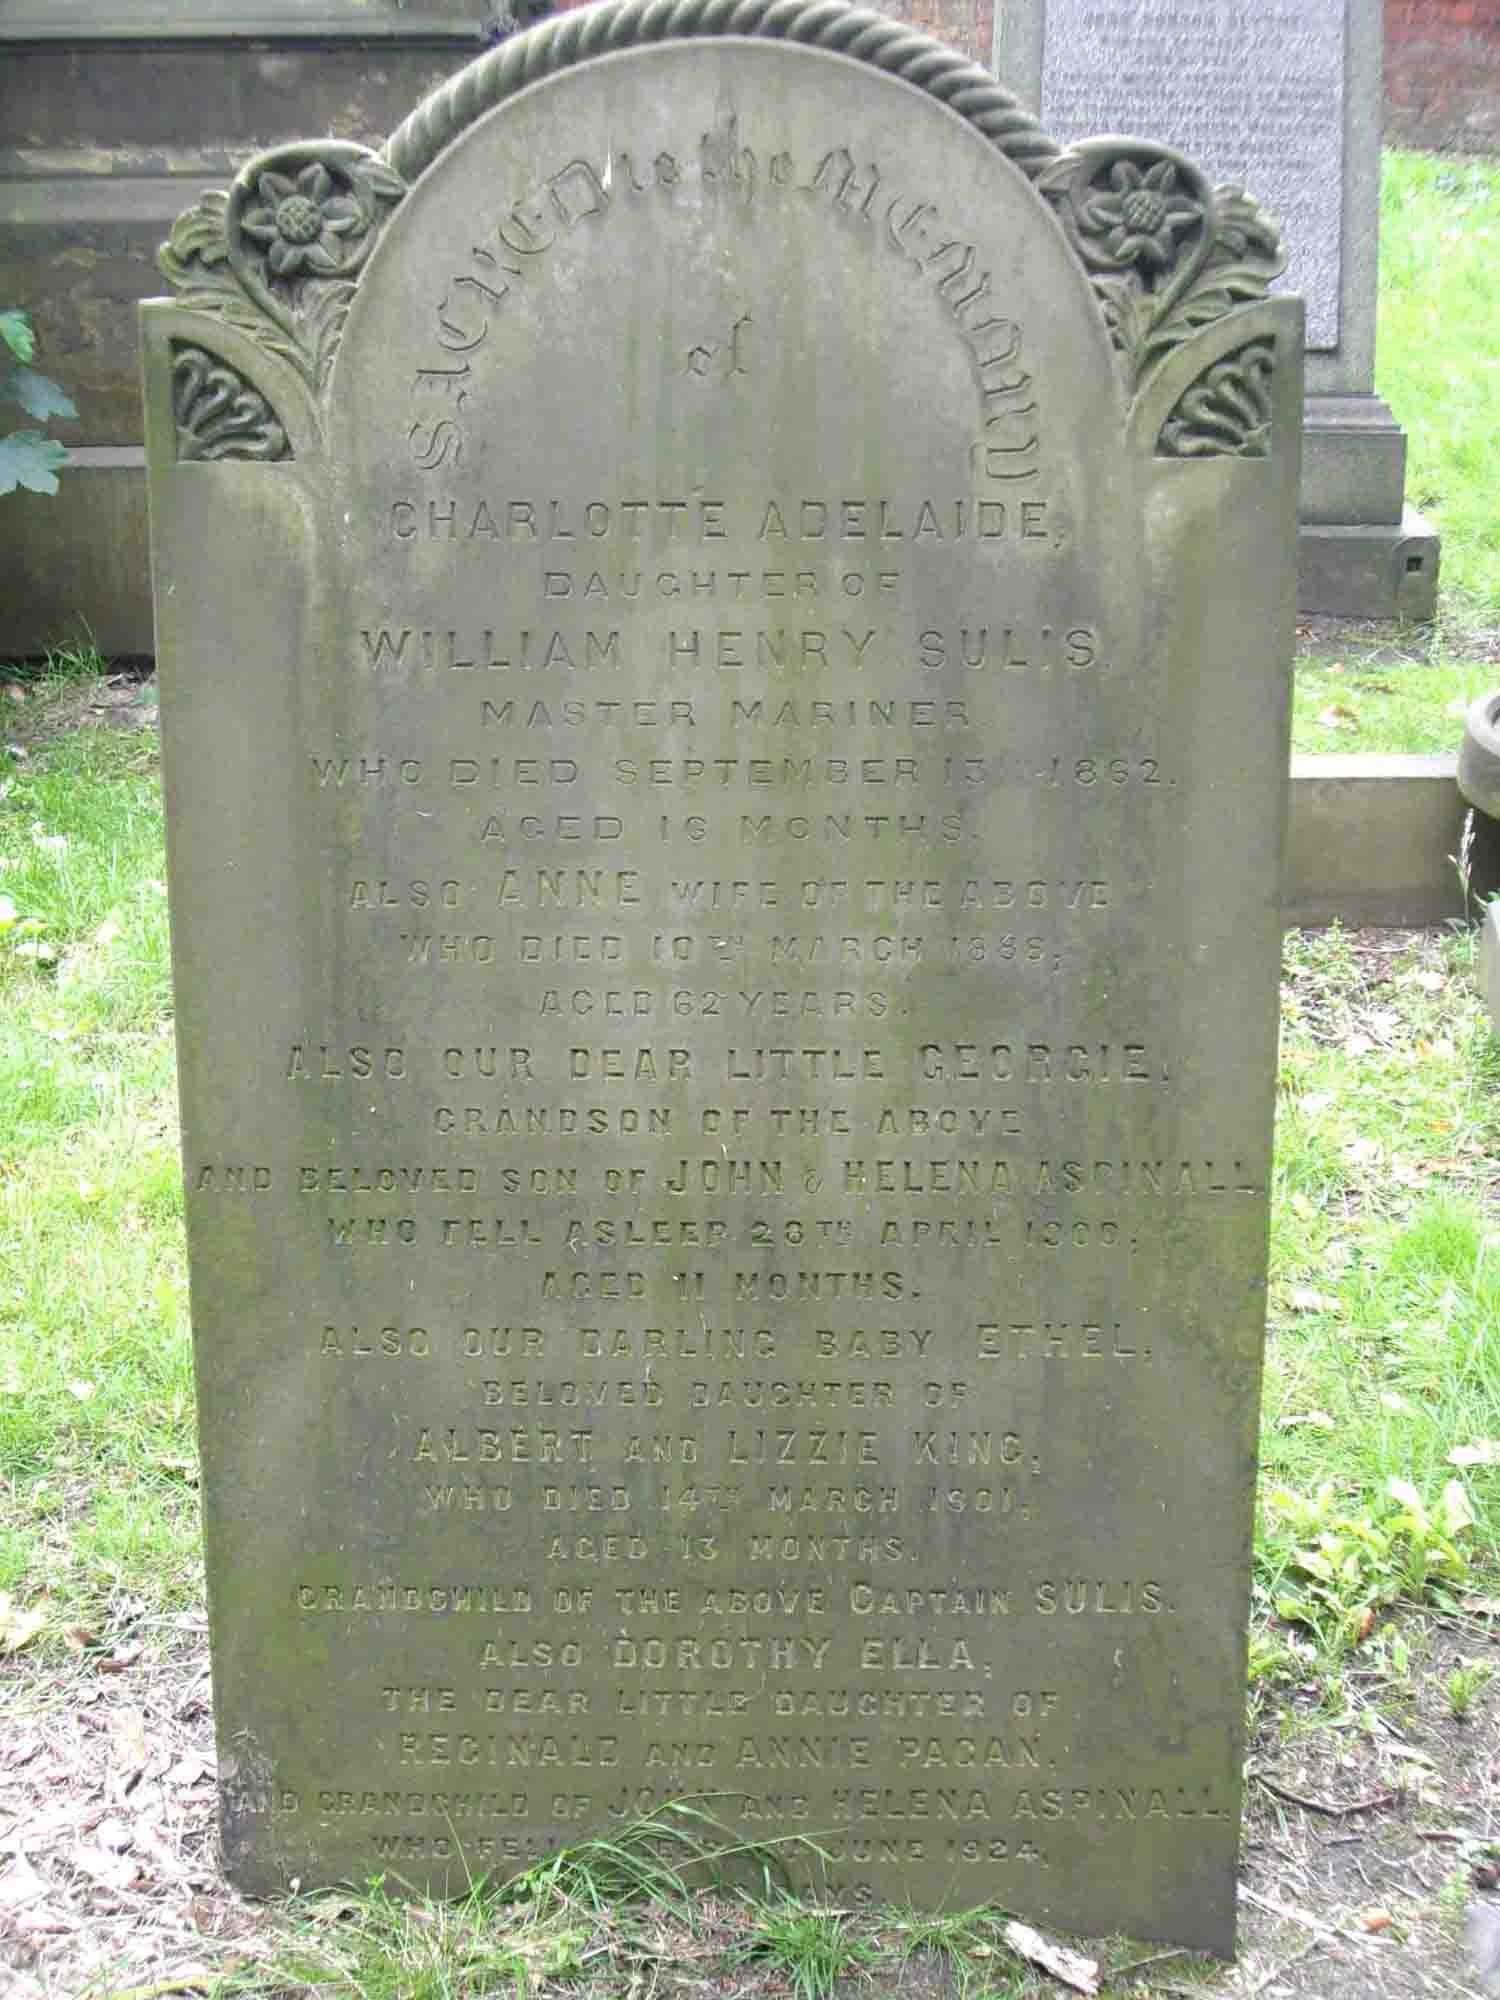 SACRED to the MEMORY
of
CHARLOTTE ADELAIDE,
DAUGHTER OF
WILLIAM HENRY SULIS
MASTER MARINER
WHO DIED SEPTEMBER 13 1862.
AGED 16 MONTHS.
ALSO ANNE WIFE OF THE ABOVE
WHO DIED 10TH MARCH
AGED 62 YEARS.
ALSO OUR DEAR LITTLE GEORGIE,
GRANDSON OF THE ABOVE
AND BELOVED SON OF JOHN & HELENA ASPINALL
WHO FELL ASLEEP 28TH APRIL
AGED 11 MONTHS.
ALSO OUR DARLING BABY ETHEL,
BELOVED DAUGHTER OF
ALBERT AND LIZZIE KING,
WHO DIED 14TH MARCH 1901,
AGED 13 MONTHS.
GRANDCHILD OF THE ABOVE CAPTAIN SULIS.
ALSO DOROTHY ELLA,
THE DEAR LITTLE DAUGHTER OF
REGINALD AND ANNIE PAGAN.
AND GRANDCHILD OF JOHN AND HELENA ASPINALL,
WHO FELL JUNE 1924,